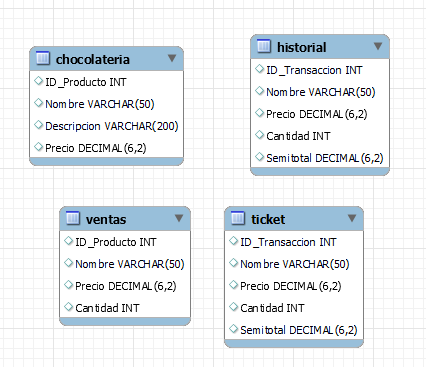 chocolateria
ID_Producto INT
Nombre VARCHAR(50)
Descripcion VARCHAR(200)
Precio DECIMAL(6,2)
historial
ID_Transaccion INT
Nombre VARCHAR(50)
Precio DECIMAL(6,2)
Cantidad INT
Semitotal DECIMAL(6,2)
ventas
ID_Producto INT
Nombre VARCHAR(50)
Precio DECIMAL(6,2)
Cantidad INT
ticket
ID_Transaccion INT
Nombre VARCHAR(50)
Precio DECIMAL(6,2)
Cantidad INT
Semitotal DECIMAL(6,2)